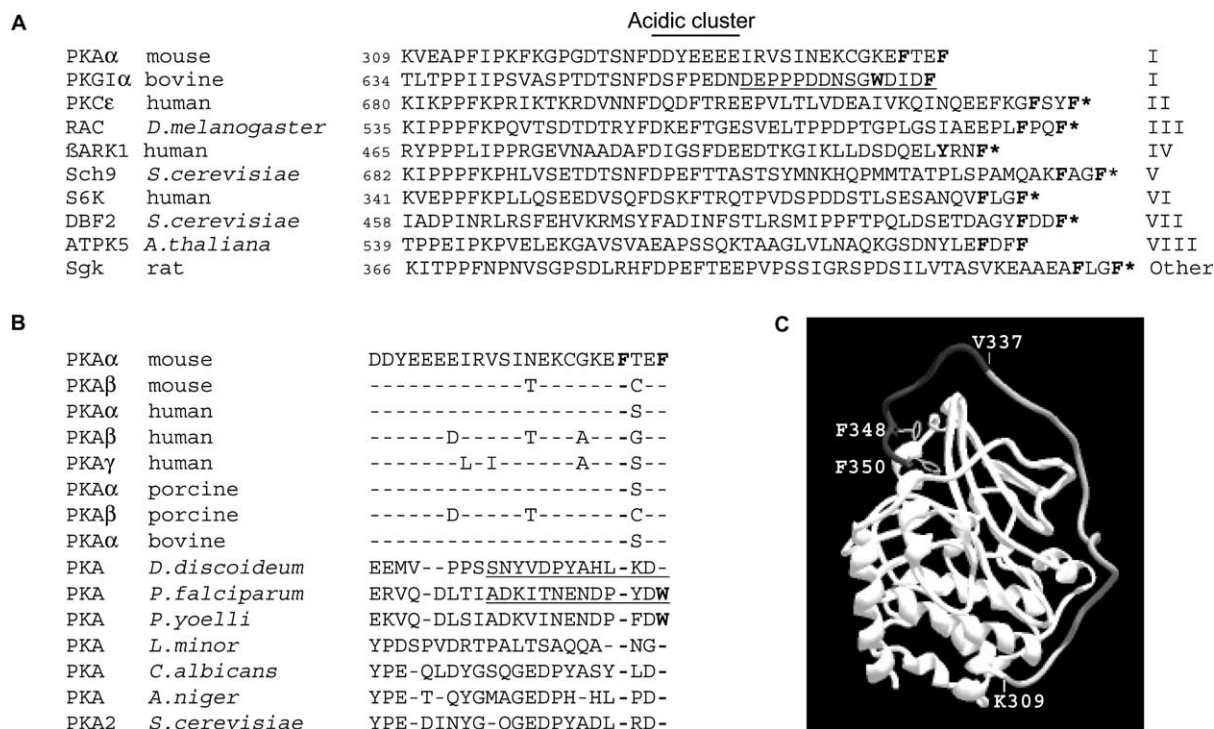 A
Acidic cluster
PKAα mouse 309 KVEAPFIPKFKGPGDTSNFDDYEEEEIRVSINEKCGKEFTEF I
PKGIα bovine 634 TLTPPIIPSVASPTDTSNFDSFPEDNDEPPPDDNSGWDIDF I
PKCε human 680 KIKPPFKPRIKTKRDVNNFDQDFTREEPVLTLVDEAIVKQINQEEFKGFSYF* II
RAC D.melanogaster 535 KIPPPFKPQVTSDTDTRYFDKEFTGESVELTPPDPTGPLGSIAEEPLFPQF* III
ßARK1 human 465 RYPPPLIPPRGEVNAADAFDIGSFDEEDTKGIKLLDSDQELYRNF* IV
Sch9 S.cerevisiae 682 KIPPPFKPHLVSETDTSNFDPEFTTASTSYMNKHQPMMTATPLSPAMQAKFAGF* V
S6K human 341 KVEPPFKPLLQSEEDVSQFDSKFTRQTPVDSPDDSTLSESANQVFLGF* VI
DBF2 S.cerevisiae 458 IADPINRLRSFEHVKRMSYFADINFSTLRSMIPPFTPQLDSETDAGYFDDF* VII
ATPK5 A.thaliana 539 TPPEIPKPVELEKGAVSVAEAPSSQKTAAGLVLNAQKGSDNYLEFDFF VIII
Sgk rat 366 KITPPFNPNVSGPSDLRHFDPEFTEEPVPSSIGRSPDSILVTASVKEAAEAFLGF* Other
B
PKAα mouse DDYEEEEIRVSINEKCGKEFTEF
PKAβ mouse ------------T-------C--
PKAα human --------------------S--
PKAβ human ------D-----T---A---G--
PKAγ human -------L-I------A---S--
PKAα porcine --------------------S--
PKAβ porcine ------D-----T-------C--
PKAα bovine --------------------S--
PKA D.discoideum EEMV--PPSSNYVDPYAHL-KD-
PKA P.falciparum ERVQ-DLTIADKITNENDP-YDW
PKA P.yoelli EKVQ-DLSIADKVINENDP-FDW
PKA L.minor YPDSPVDRTPALTSAQQA--NG-
PKA C.albicans YPE-QLDYGSQGEDPYASY-LD-
PKA A.niger YPE-T-QYGMAGEDPH-HL-PD-
PKA2 S.cerevisiae YPE-DINYG-QGEDPYADL-RD-
C
V337
F348
F350
K309